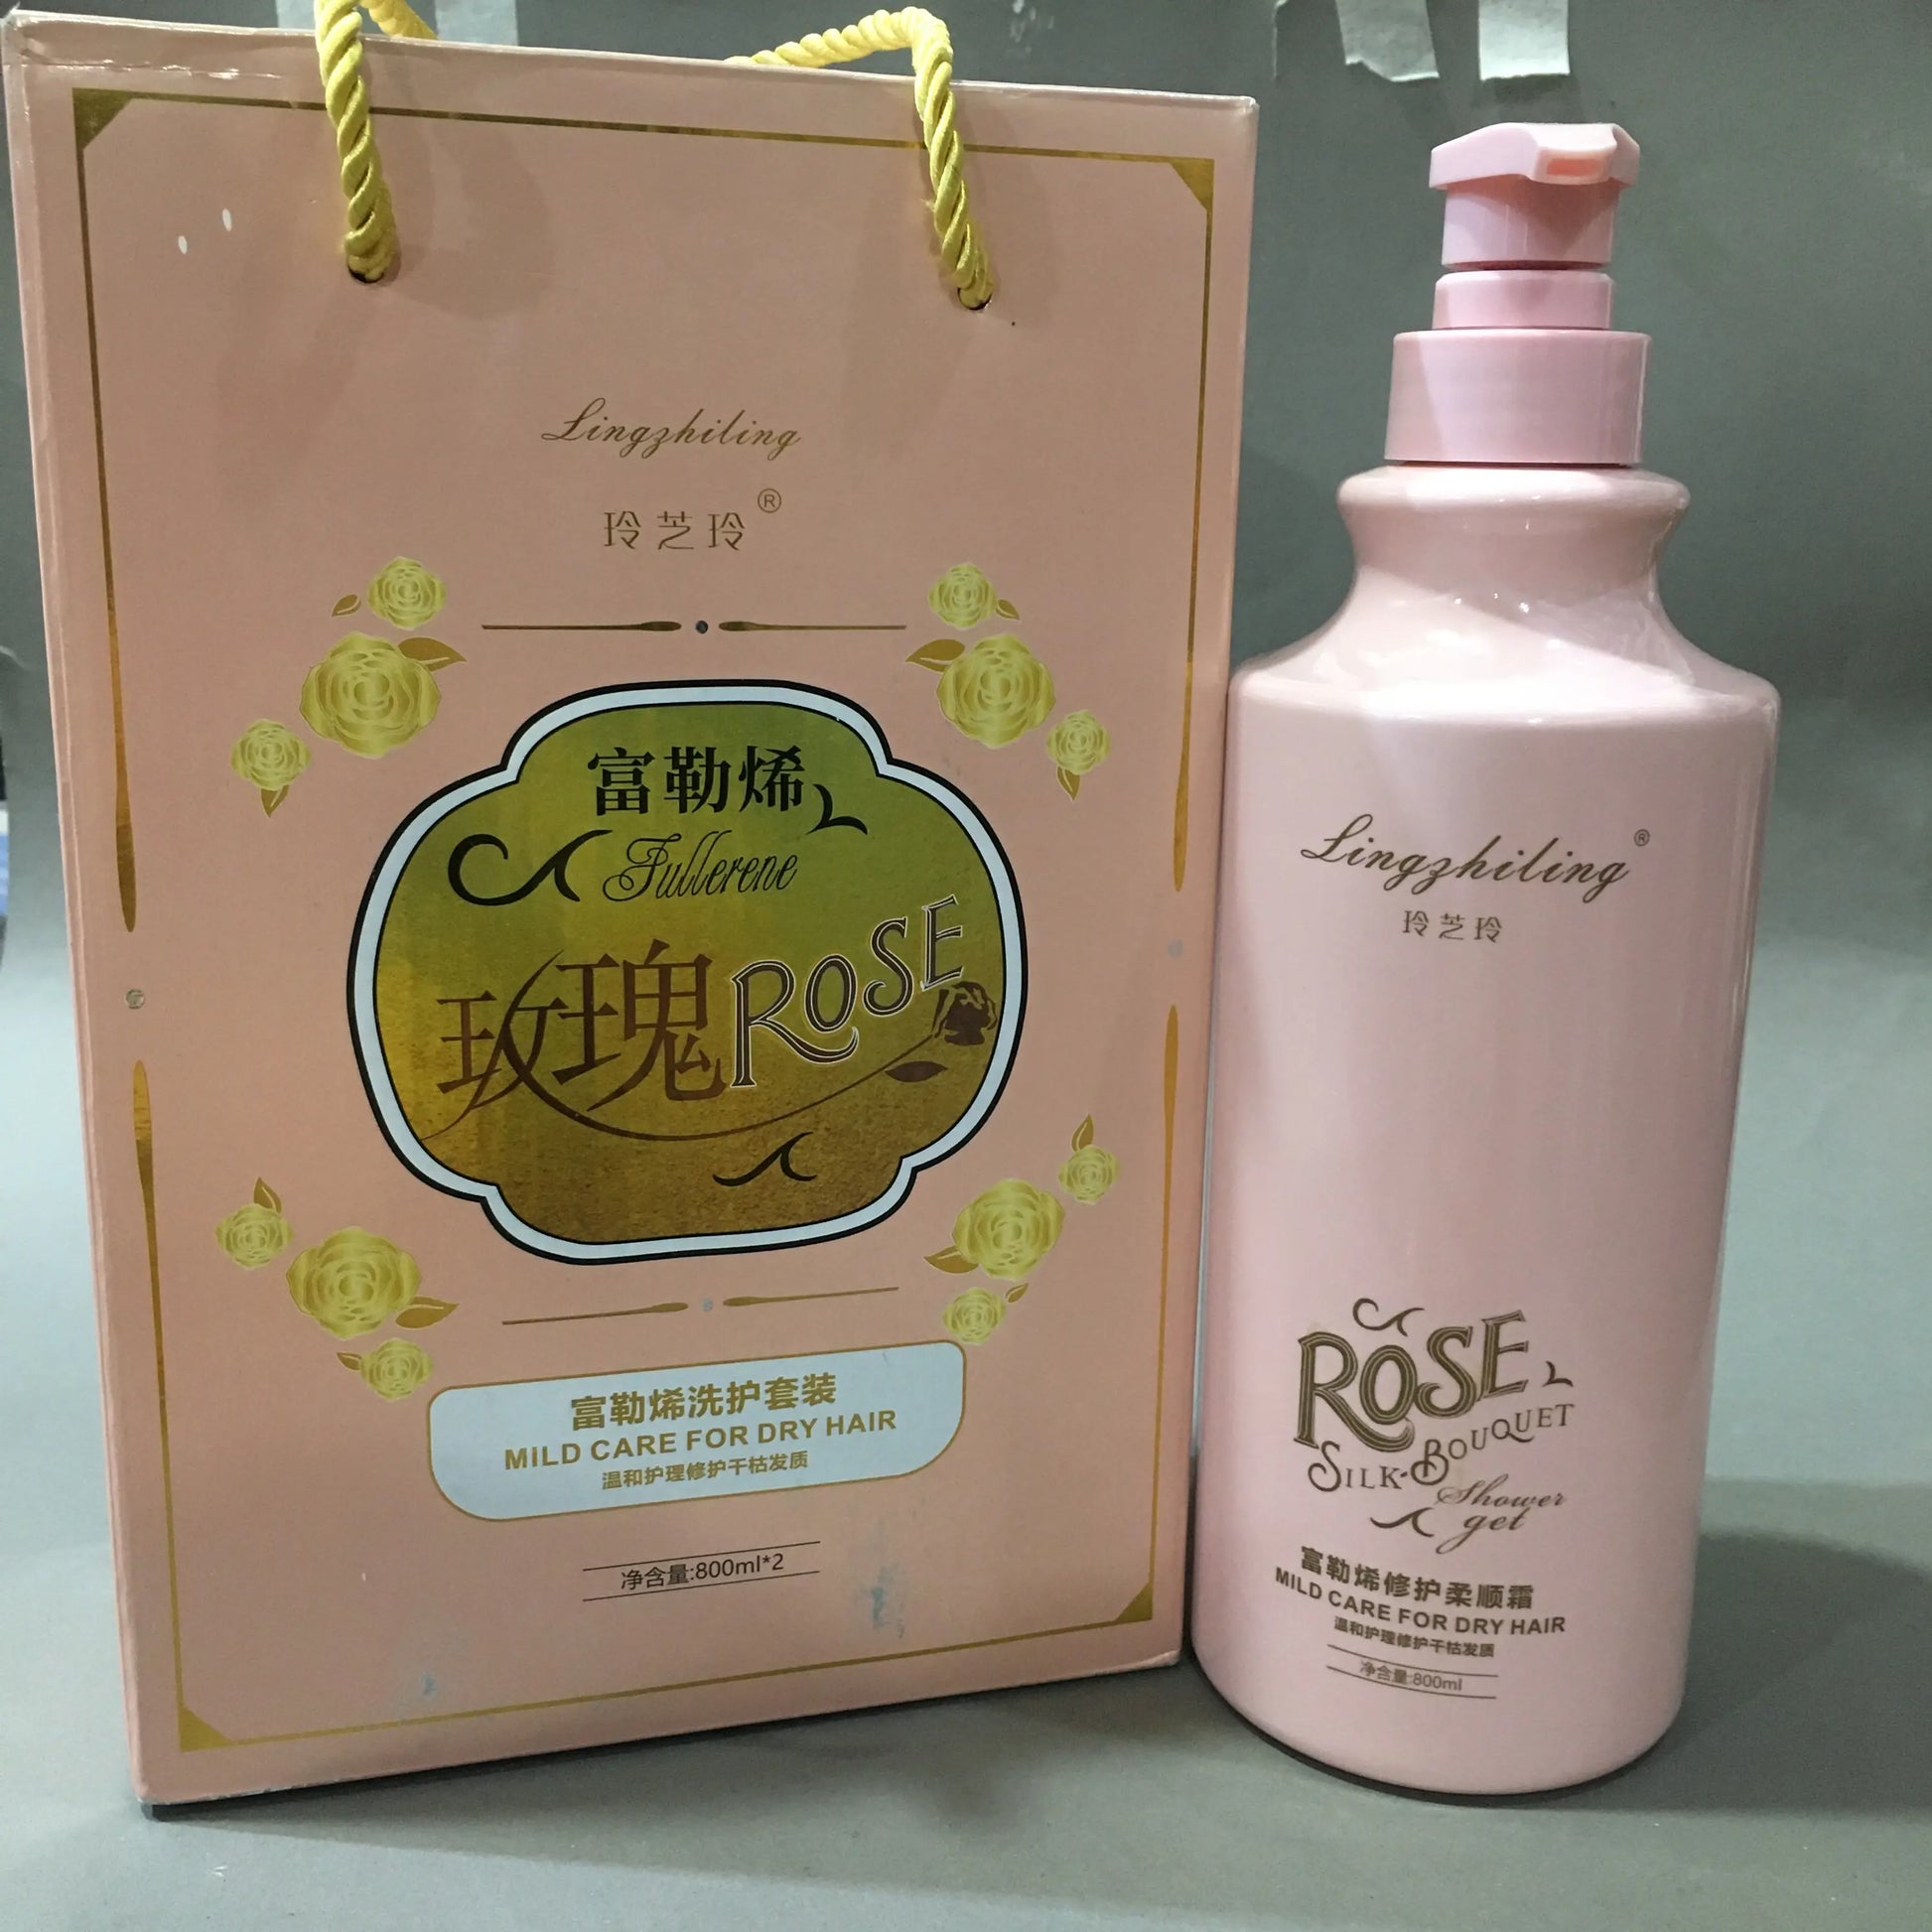 Lingzhiling
玲芝玲®
富勒烯
Fullerene
玫瑰ROSE
富勒烯洗护套装
MILD CARE FOR DRY HAIR
温和护理修护干枯发质
净含量:800ml*2
Lingzhiling®
玲芝玲
ROSE
SILK-BOUQUET
Shower
get
富勒烯修护柔顺霜
MILD CARE FOR DRY HAIR
温和护理修护干枯发质
净含量:800ml